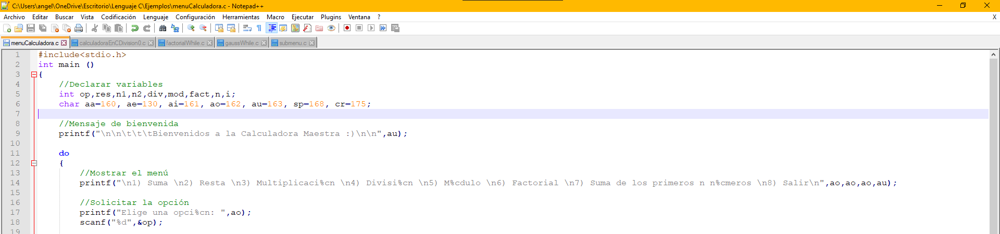 C:\Users\angel\OneDrive\Escritorio\Lenguaje C\Ejemplos\menuCalculadora.c - Notepad++
Archivo Editar Buscar Vista Codificación Lenguaje Configuración Herramientas Macro Ejecutar Plugins Ventana ? X
menuCalculadora.c calculadoraEnCDivision0.c factorialWhile.c gaussWhile.c submenu.c
1 #include<stdio.h>
2 int main ()
3 {
4 //Declarar variables
5 int op,res,n1,n2,div,mod,fact,n,i;
6 char aa=160, ae=130, ai=161, ao=162, au=163, sp=168, cr=175;
7
8 //Mensaje de bienvenida
9 printf("\n\n\t\t\tBienvenidos a la Calculadora Maestra :)\n\n",au);
10
11 do
12 {
13 //Mostrar el menú
14 printf("\n1) Suma \n2) Resta \n3) Multiplicaci%cn \n4) Divisi%cn \n5) M%cdulo \n6) Factorial \n7) Suma de los primeros n n%cmeros \n8) Salir\n",ao,ao,ao,au);
15
16 //Solicitar la opción
17 printf("Elige una opci%cn: ",ao);
18 scanf("%d",&op);
19